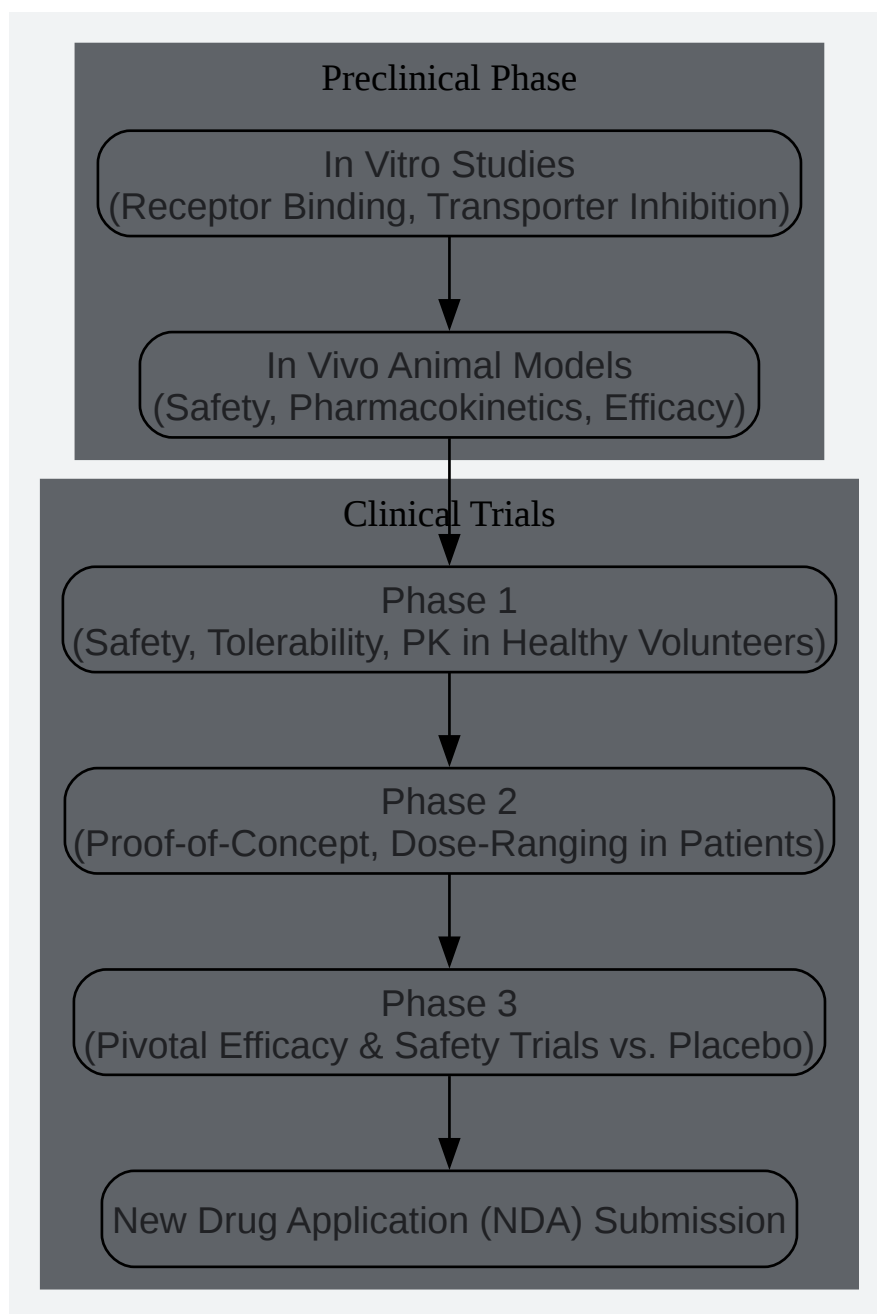 Preclinical Phase
In Vitro Studies
(Receptor Binding, Transporter Inhibition)
In Vivo Animal Models
(Safety, Pharmacokinetics, Efficacy)
Clinical Trials
Phase 1
(Safety, Tolerability, PK in Healthy Volunteers)
Phase 2
(Proof-of-Concept, Dose-Ranging in Patients)
Phase 3
(Pivotal Efficacy & Safety Trials vs. Placebo)
New Drug Application (NDA) Submission